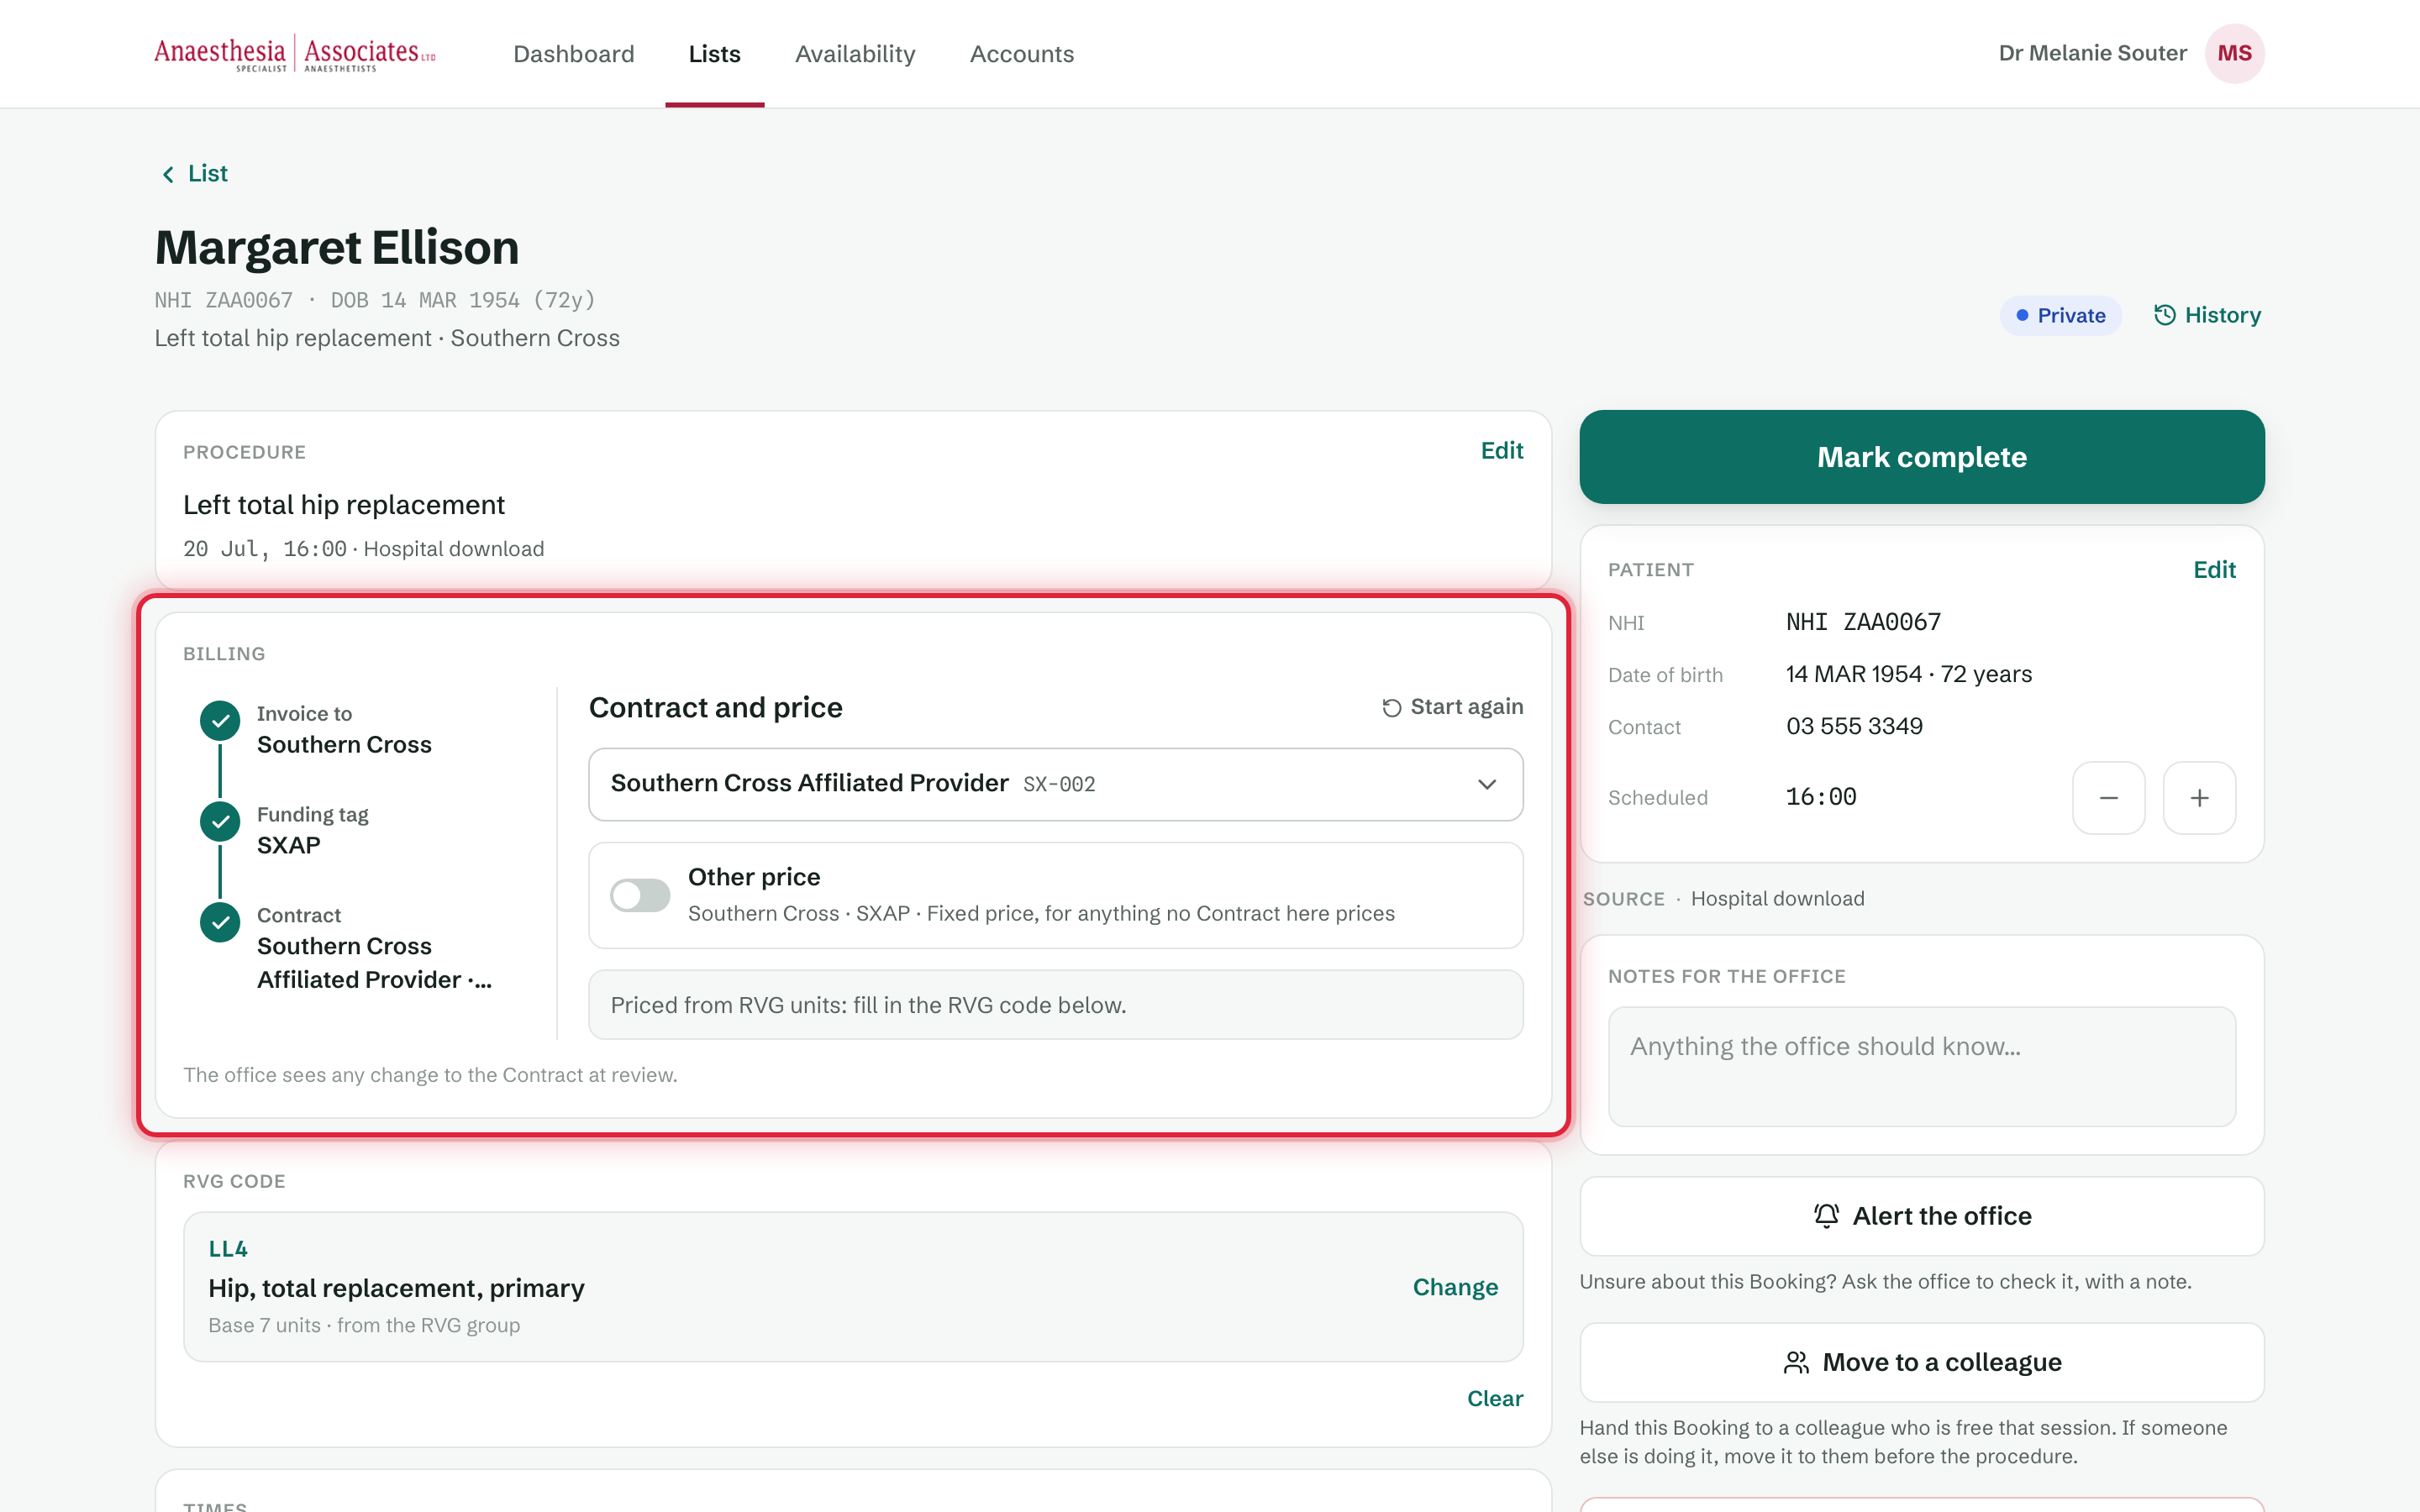 Anaesthesia | Associates LTD
SPECIALIST ANAESTHETISTS
Dashboard
Lists
Availability
Accounts
Dr Melanie Souter
MS
List
Margaret Ellison
NHI ZAA0067 · DOB 14 MAR 1954 (72y)
Left total hip replacement · Southern Cross
Private
History
PROCEDURE
Edit
Left total hip replacement
20 Jul, 16:00 · Hospital download
BILLING
Invoice to
Southern Cross
Funding tag
SXAP
Contract
Southern Cross
Affiliated Provider ·...
Contract and price
Start again
Southern Cross Affiliated Provider SX-002
Other price
Southern Cross · SXAP · Fixed price, for anything no Contract here prices
Priced from RVG units: fill in the RVG code below.
The office sees any change to the Contract at review.
RVG CODE
LL4
Hip, total replacement, primary
Base 7 units · from the RVG group
Change
Clear
TIMES
Mark complete
PATIENT
Edit
NHI
NHI ZAA0067
Date of birth
14 MAR 1954 · 72 years
Contact
03 555 3349
Scheduled
16:00
SOURCE · Hospital download
NOTES FOR THE OFFICE
Anything the office should know...
Alert the office
Unsure about this Booking? Ask the office to check it, with a note.
Move to a colleague
Hand this Booking to a colleague who is free that session. If someone
else is doing it, move it to them before the procedure.